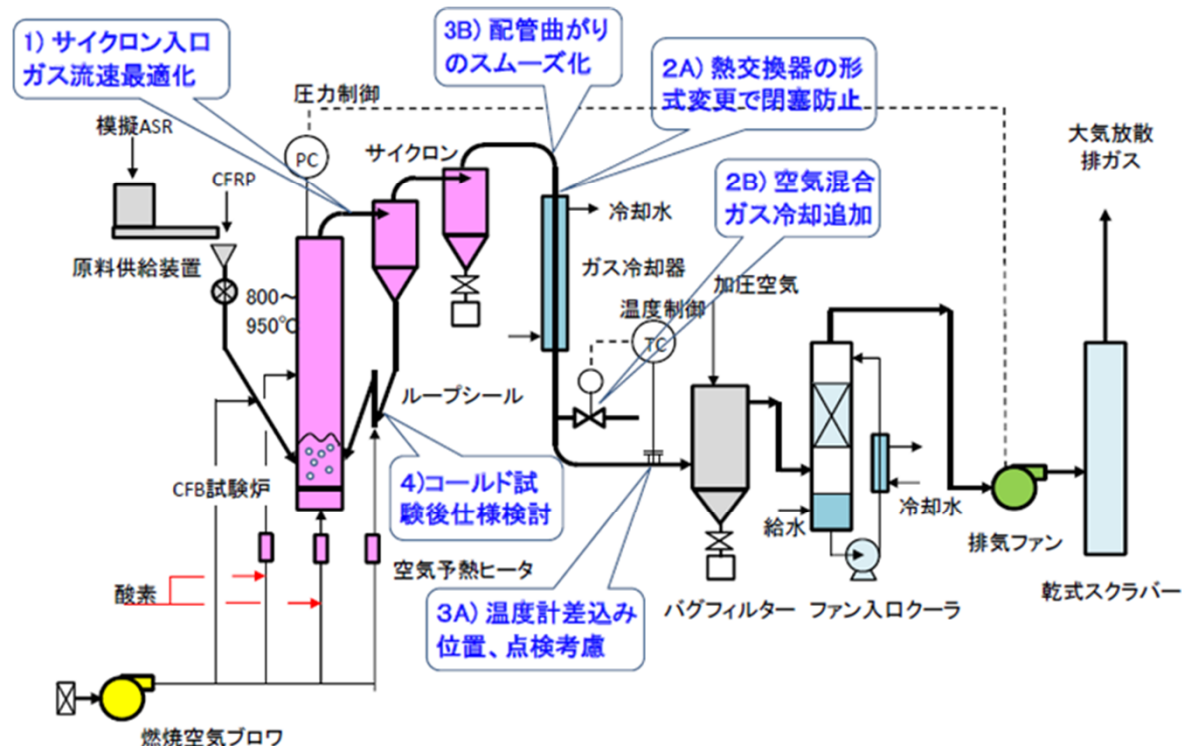 1) サイクロン入口
ガス流速最適化
3B) 配管曲がり
のスムーズ化
2A) 熱交換器の形
式変更で閉塞防止
圧力制御
模擬ASR
PC
サイクロン
CFRP
大気放散
排ガス
2B) 空気混合
ガス冷却追加
冷却水
原料供給装置
ガス冷却器
加圧空気
800~
950℃
温度制御
TC
ループシール
CFB試験炉
4)コールド試
験後仕様検討
給水
冷却水
排気ファン
空気予熱ヒータ
酸素
3A) 温度計差込み
位置、点検考慮
バグフィルター
ファン入口クーラ
乾式スクラバー
燃焼空気ブロワ